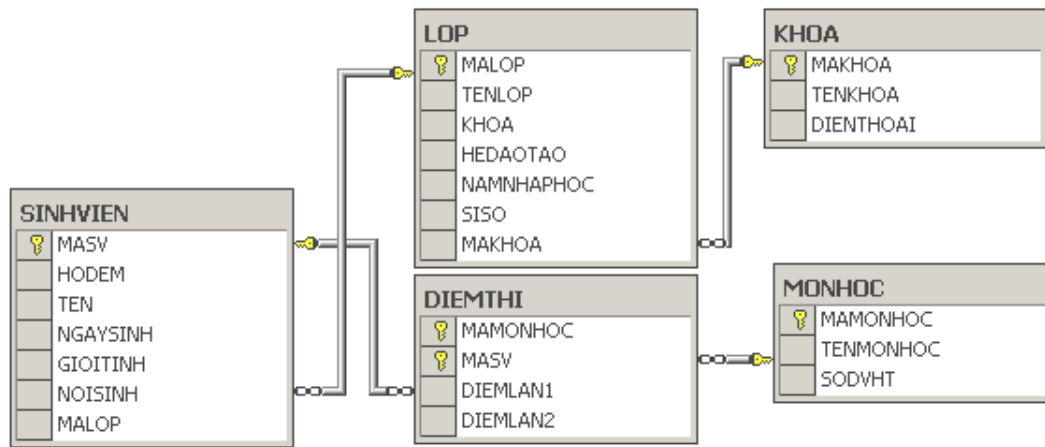 LOP
MALOP
TENLOP
KHOA
HEDAOTAO
NAMNHAPHOC
SISO
MAKHOA
KHOA
MAKHOA
TENKHOA
DIENTHOAI
SINHVIEN
MASV
HODEM
TEN
NGAYSINH
GIOITINH
NOISINH
MALOP
DIEMTHI
MAMONHOC
MASV
DIEMLAN1
DIEMLAN2
MONHOC
MAMONHOC
TENMONHOC
SODVHT